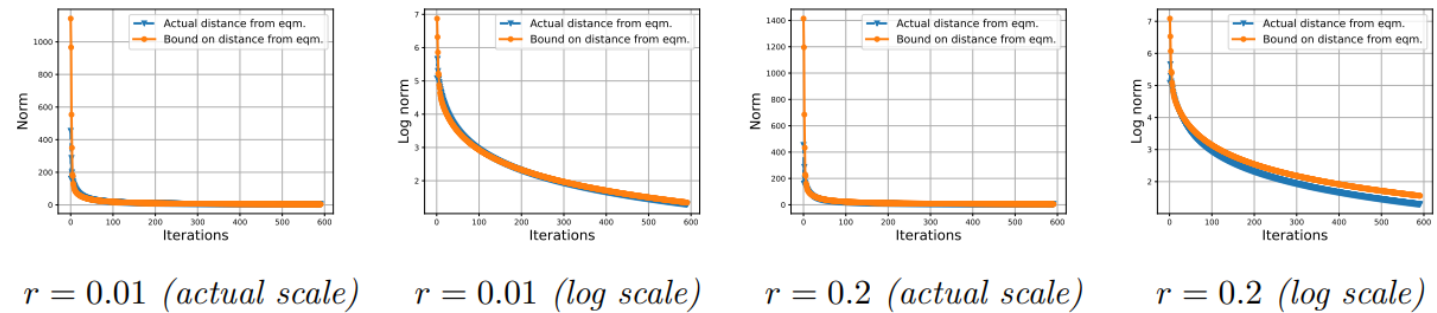 Actual distance from eqm.
Bound on distance from eqm.
Norm
1000
800
600
400
200
0
0 100 200 300 400 500 600
Iterations
r = 0.01 (actual scale)
Actual distance from eqm.
Bound on distance from eqm.
Log norm
7
6
5
4
3
2
0 100 200 300 400 500 600
Iterations
r = 0.01 (log scale)
Actual distance from eqm.
Bound on distance from eqm.
Norm
1400
1200
1000
800
600
400
200
0
0 100 200 300 400 500 600
Iterations
r = 0.2 (actual scale)
Actual distance from eqm.
Bound on distance from eqm.
Log norm
7
6
5
4
3
2
0 100 200 300 400 500 600
Iterations
r = 0.2 (log scale)